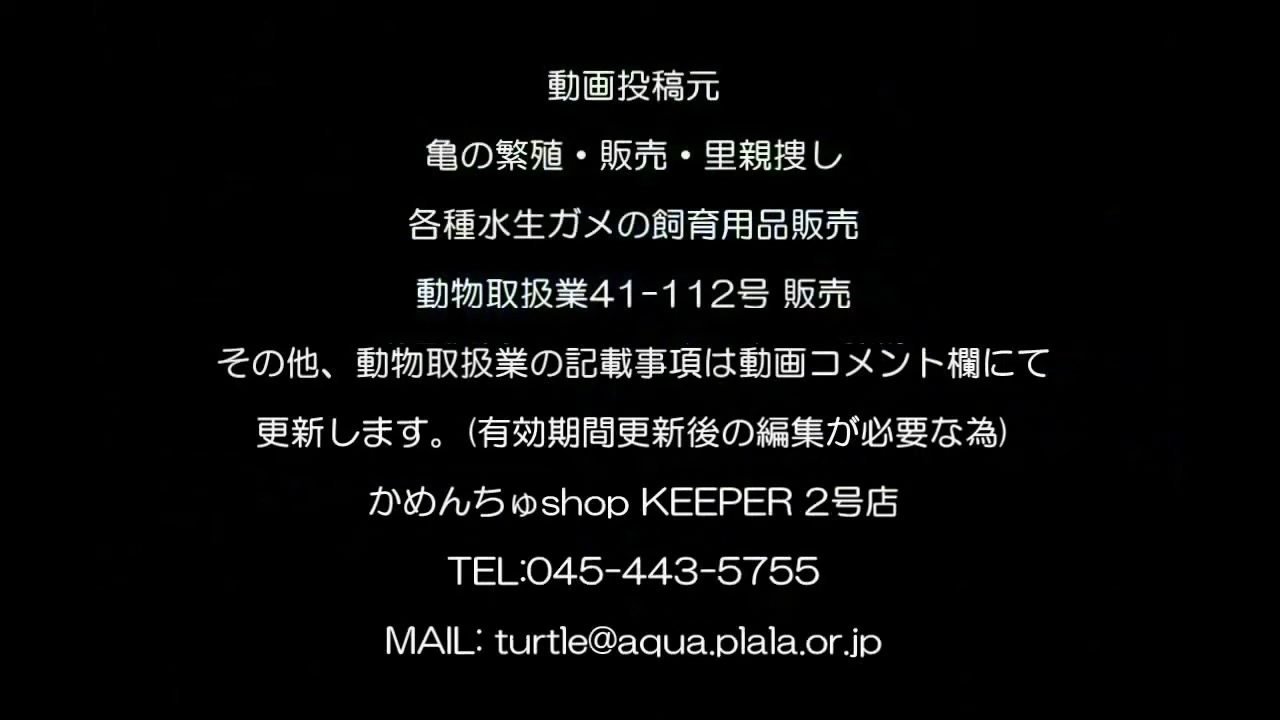 動画投稿元
亀の繁殖・販売・里親捜し
各種水生ガメの飼育用品販売
動物取扱業41-112号 販売
その他、動物取扱業の記載事項は動画コメント欄にて
更新します。(有効期間更新後の編集が必要な為)
かめんちゅshop KEEPER 2号店
TEL:045-443-5755
MAIL: turtle@aqua.plala.or.jp